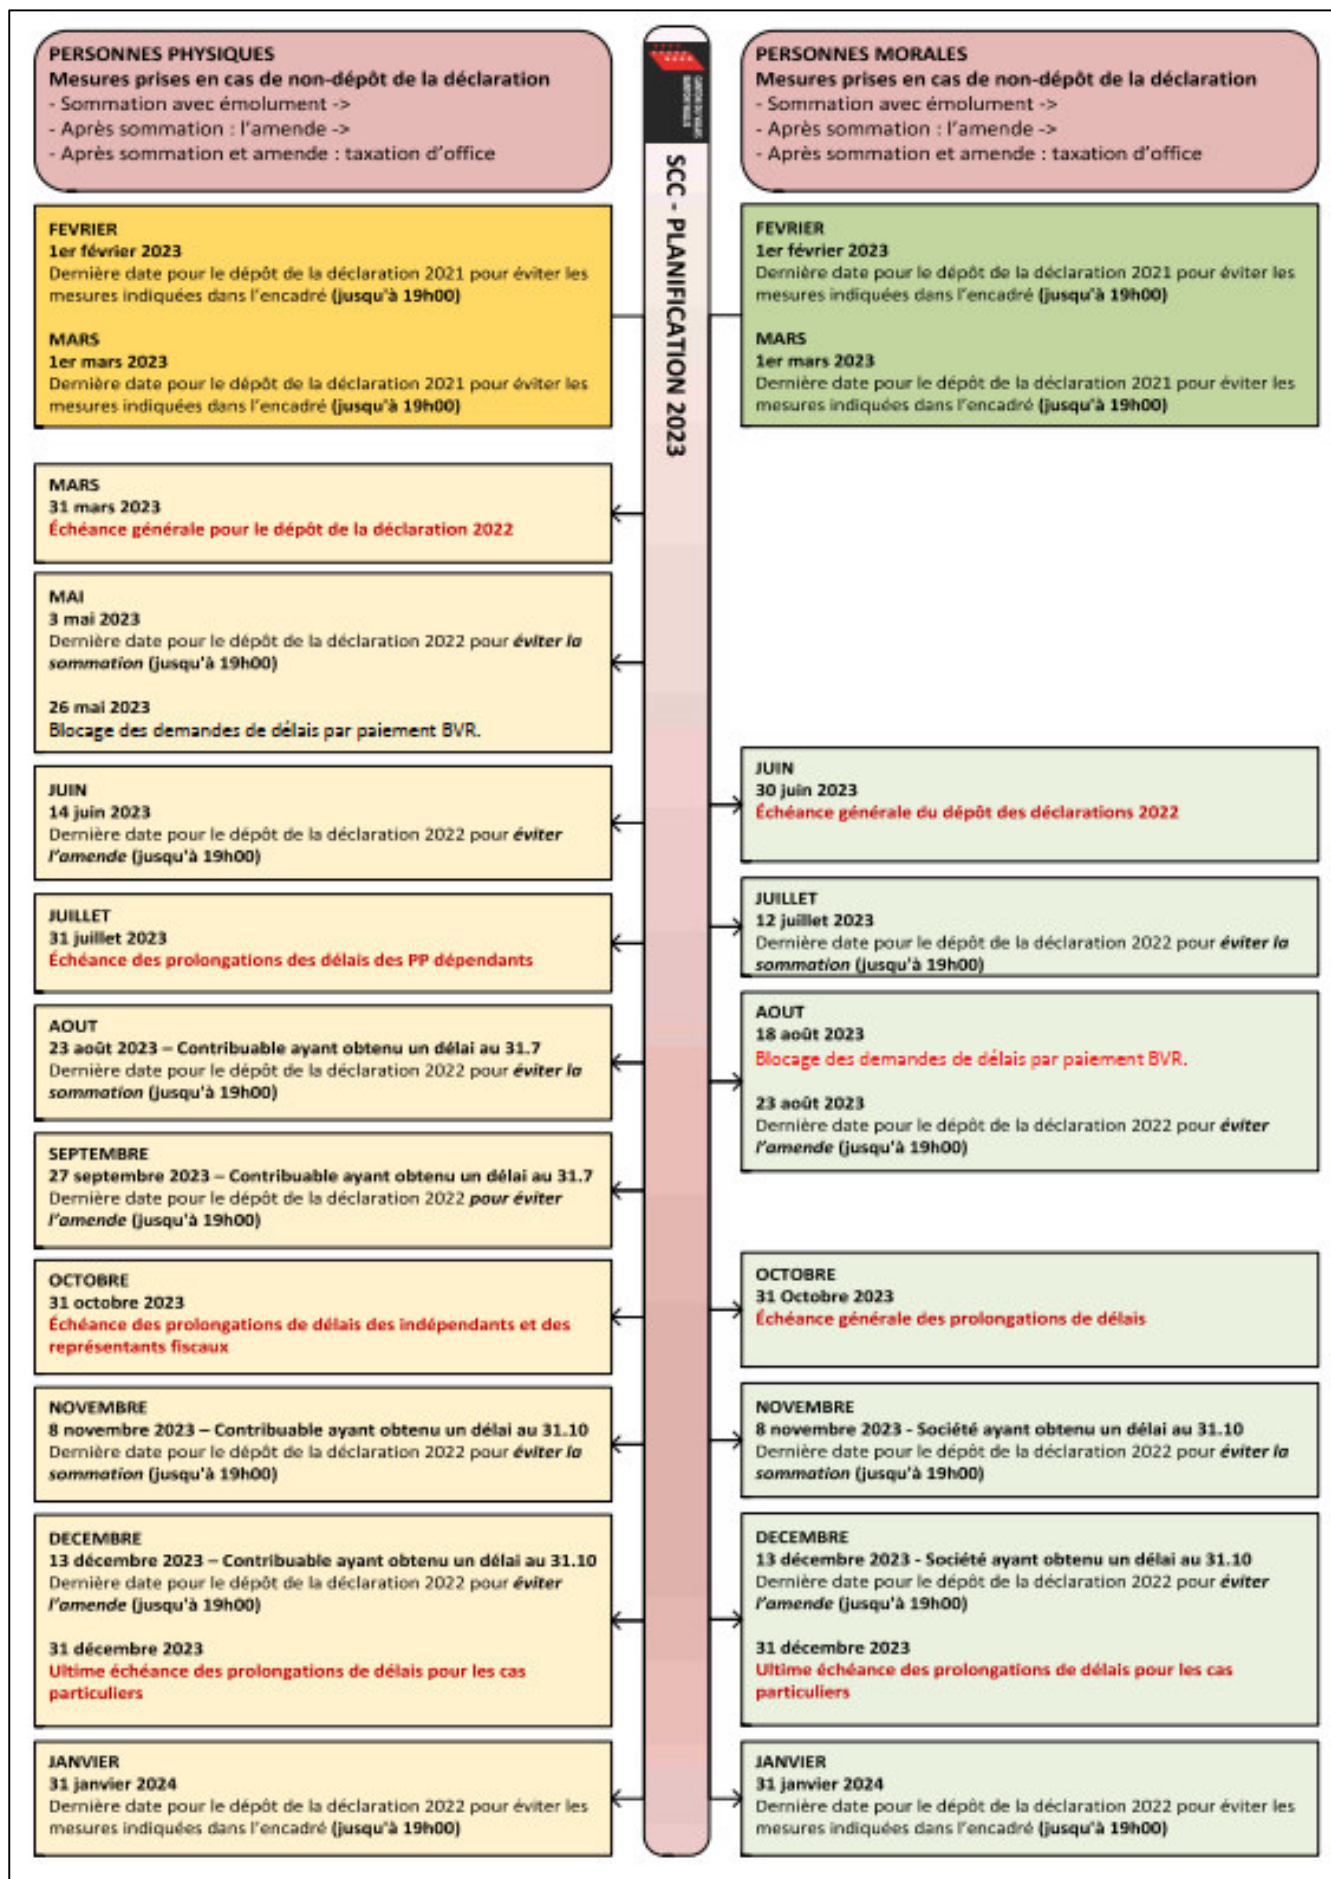 PERSONNES PHYSIQUES
Mesures prises en cas de non-dépôt de la déclaration
- Sommation avec émolument ->
- Après sommation : l'amende ->
- Après sommation et amende : taxation d'office
FEVRIER
1er février 2023
Dernière date pour le dépôt de la déclaration 2021 pour éviter les
mesures indiquées dans l'encadré (jusqu'à 19h00)
MARS
1er mars 2023
Dernière date pour le dépôt de la déclaration 2021 pour éviter les
mesures indiquées dans l'encadré (jusqu'à 19h00)
MARS
31 mars 2023
Échéance générale pour le dépôt de la déclaration 2022
MAI
3 mai 2023
Dernière date pour le dépôt de la déclaration 2022 pour éviter la
sommation (jusqu'à 19h00)
26 mai 2023
Blocage des demandes de délais par paiement BVR.
JUIN
14 juin 2023
Dernière date pour le dépôt de la déclaration 2022 pour éviter
l'amende (jusqu'à 19h00)
JUILLET
31 juillet 2023
Échéance des prolongations des délais des PP dépendants
AOUT
23 août 2023 – Contribuable ayant obtenu un délai au 31.7
Dernière date pour le dépôt de la déclaration 2022 pour éviter la
sommation (jusqu'à 19h00)
SEPTEMBRE
27 septembre 2023 – Contribuable ayant obtenu un délai au 31.7
Dernière date pour le dépôt de la déclaration 2022 pour éviter
l'amende (jusqu'à 19h00)
OCTOBRE
31 octobre 2023
Échéance des prolongations de délais des indépendants et des
représentants fiscaux
NOVEMBRE
8 novembre 2023 – Contribuable ayant obtenu un délai au 31.10
Dernière date pour le dépôt de la déclaration 2022 pour éviter la
sommation (jusqu'à 19h00)
DECEMBRE
13 décembre 2023 – Contribuable ayant obtenu un délai au 31.10
Dernière date pour le dépôt de la déclaration 2022 pour éviter
l'amende (jusqu'à 19h00)
31 décembre 2023
Ultime échéance des prolongations de délais pour les cas
particuliers
JANVIER
31 janvier 2024
Dernière date pour le dépôt de la déclaration 2022 pour éviter les
mesures indiquées dans l'encadré (jusqu'à 19h00)
CANTON DU VALAIS
KANTON WALLIS
SCC - PLANIFICATION 2023
PERSONNES MORALES
Mesures prises en cas de non-dépôt de la déclaration
- Sommation avec émolument ->
- Après sommation : l'amende ->
- Après sommation et amende : taxation d'office
FEVRIER
1er février 2023
Dernière date pour le dépôt de la déclaration 2021 pour éviter les
mesures indiquées dans l'encadré (jusqu'à 19h00)
MARS
1er mars 2023
Dernière date pour le dépôt de la déclaration 2021 pour éviter les
mesures indiquées dans l'encadré (jusqu'à 19h00)
JUIN
30 juin 2023
Échéance générale du dépôt des déclarations 2022
JUILLET
12 juillet 2023
Dernière date pour le dépôt de la déclaration 2022 pour éviter la
sommation (jusqu'à 19h00)
AOUT
18 août 2023
Blocage des demandes de délais par paiement BVR.
23 août 2023
Dernière date pour le dépôt de la déclaration 2022 pour éviter
l'amende (jusqu'à 19h00)
OCTOBRE
31 Octobre 2023
Échéance générale des prolongations de délais
NOVEMBRE
8 novembre 2023 - Société ayant obtenu un délai au 31.10
Dernière date pour le dépôt de la déclaration 2022 pour éviter la
sommation (jusqu'à 19h00)
DECEMBRE
13 décembre 2023 - Société ayant obtenu un délai au 31.10
Dernière date pour le dépôt de la déclaration 2022 pour éviter
l'amende (jusqu'à 19h00)
31 décembre 2023
Ultime échéance des prolongations de délais pour les cas
particuliers
JANVIER
31 janvier 2024
Dernière date pour le dépôt de la déclaration 2022 pour éviter les
mesures indiquées dans l'encadré (jusqu'à 19h00)